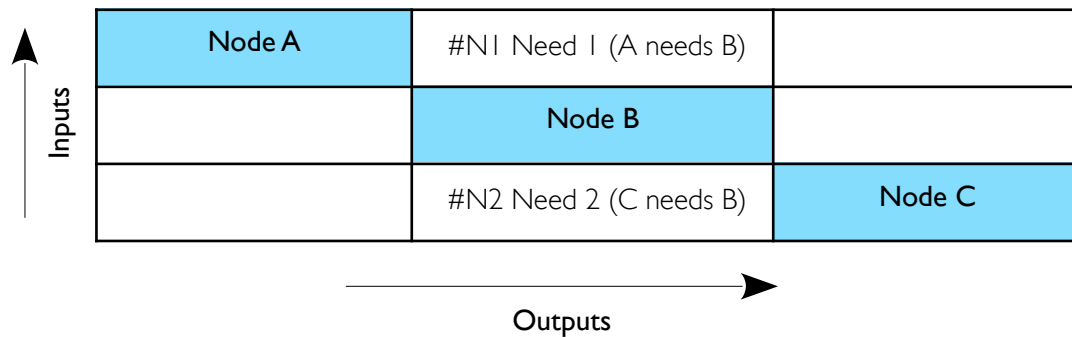 Node A
#N1 Need 1 (A needs B)
Node B
#N2 Need 2 (C needs B)
Node C
Inputs
Outputs